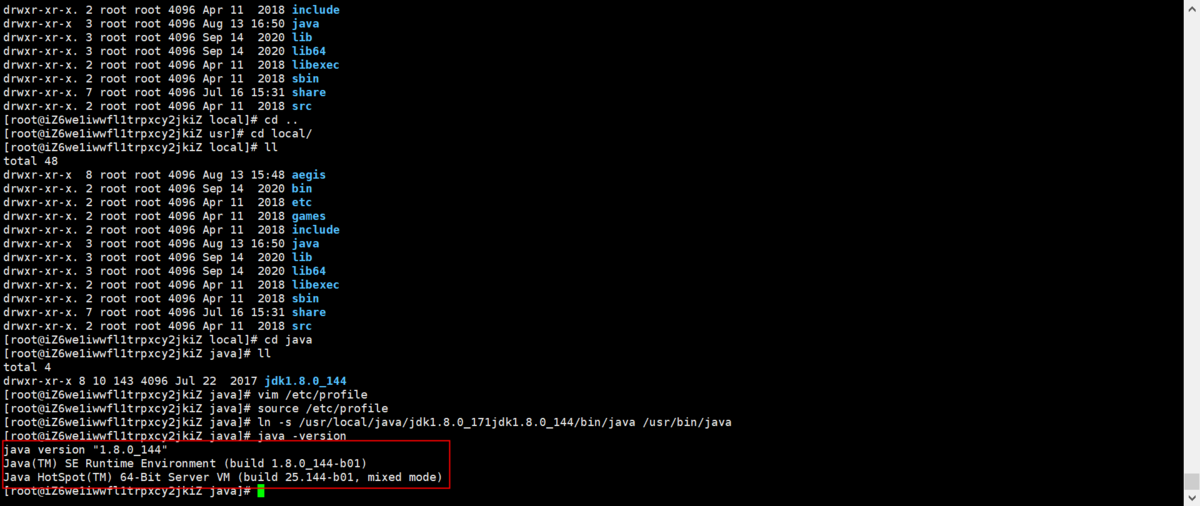 drwxr-xr-x. 2 root root 4096 Apr 11  2018 include
drwxr-xr-x  3 root root 4096 Aug 13 16:50 java
drwxr-xr-x. 3 root root 4096 Sep 14  2020 lib
drwxr-xr-x. 3 root root 4096 Sep 14  2020 lib64
drwxr-xr-x. 2 root root 4096 Apr 11  2018 libexec
drwxr-xr-x. 2 root root 4096 Apr 11  2018 sbin
drwxr-xr-x. 7 root root 4096 Jul 16 15:31 share
drwxr-xr-x. 2 root root 4096 Apr 11  2018 src
[root@iZ6we1iwwfl1trpxcy2jkiZ local]# cd ..
[root@iZ6we1iwwfl1trpxcy2jkiZ usr]# cd local/
[root@iZ6we1iwwfl1trpxcy2jkiZ local]# ll
total 48
drwxr-xr-x  8 root root 4096 Aug 13 15:48 aegis
drwxr-xr-x. 2 root root 4096 Sep 14  2020 bin
drwxr-xr-x. 2 root root 4096 Apr 11  2018 etc
drwxr-xr-x. 2 root root 4096 Apr 11  2018 games
drwxr-xr-x. 2 root root 4096 Apr 11  2018 include
drwxr-xr-x  3 root root 4096 Aug 13 16:50 java
drwxr-xr-x. 3 root root 4096 Sep 14  2020 lib
drwxr-xr-x. 3 root root 4096 Sep 14  2020 lib64
drwxr-xr-x. 2 root root 4096 Apr 11  2018 libexec
drwxr-xr-x. 2 root root 4096 Apr 11  2018 sbin
drwxr-xr-x. 7 root root 4096 Jul 16 15:31 share
drwxr-xr-x. 2 root root 4096 Apr 11  2018 src
[root@iZ6we1iwwfl1trpxcy2jkiZ local]# cd java
[root@iZ6we1iwwfl1trpxcy2jkiZ java]# ll
total 4
drwxr-xr-x 8 10 143 4096 Jul 22  2017 jdk1.8.0_144
[root@iZ6we1iwwfl1trpxcy2jkiZ java]# vim /etc/profile
[root@iZ6we1iwwfl1trpxcy2jkiZ java]# source /etc/profile
[root@iZ6we1iwwfl1trpxcy2jkiZ java]# ln -s /usr/local/java/jdk1.8.0_171jdk1.8.0_144/bin/java /usr/bin/java
[root@iZ6we1iwwfl1trpxcy2jkiZ java]# java -version
java version "1.8.0_144"
Java(TM) SE Runtime Environment (build 1.8.0_144-b01)
Java HotSpot(TM) 64-Bit Server VM (build 25.144-b01, mixed mode)
[root@iZ6we1iwwfl1trpxcy2jkiZ java]#